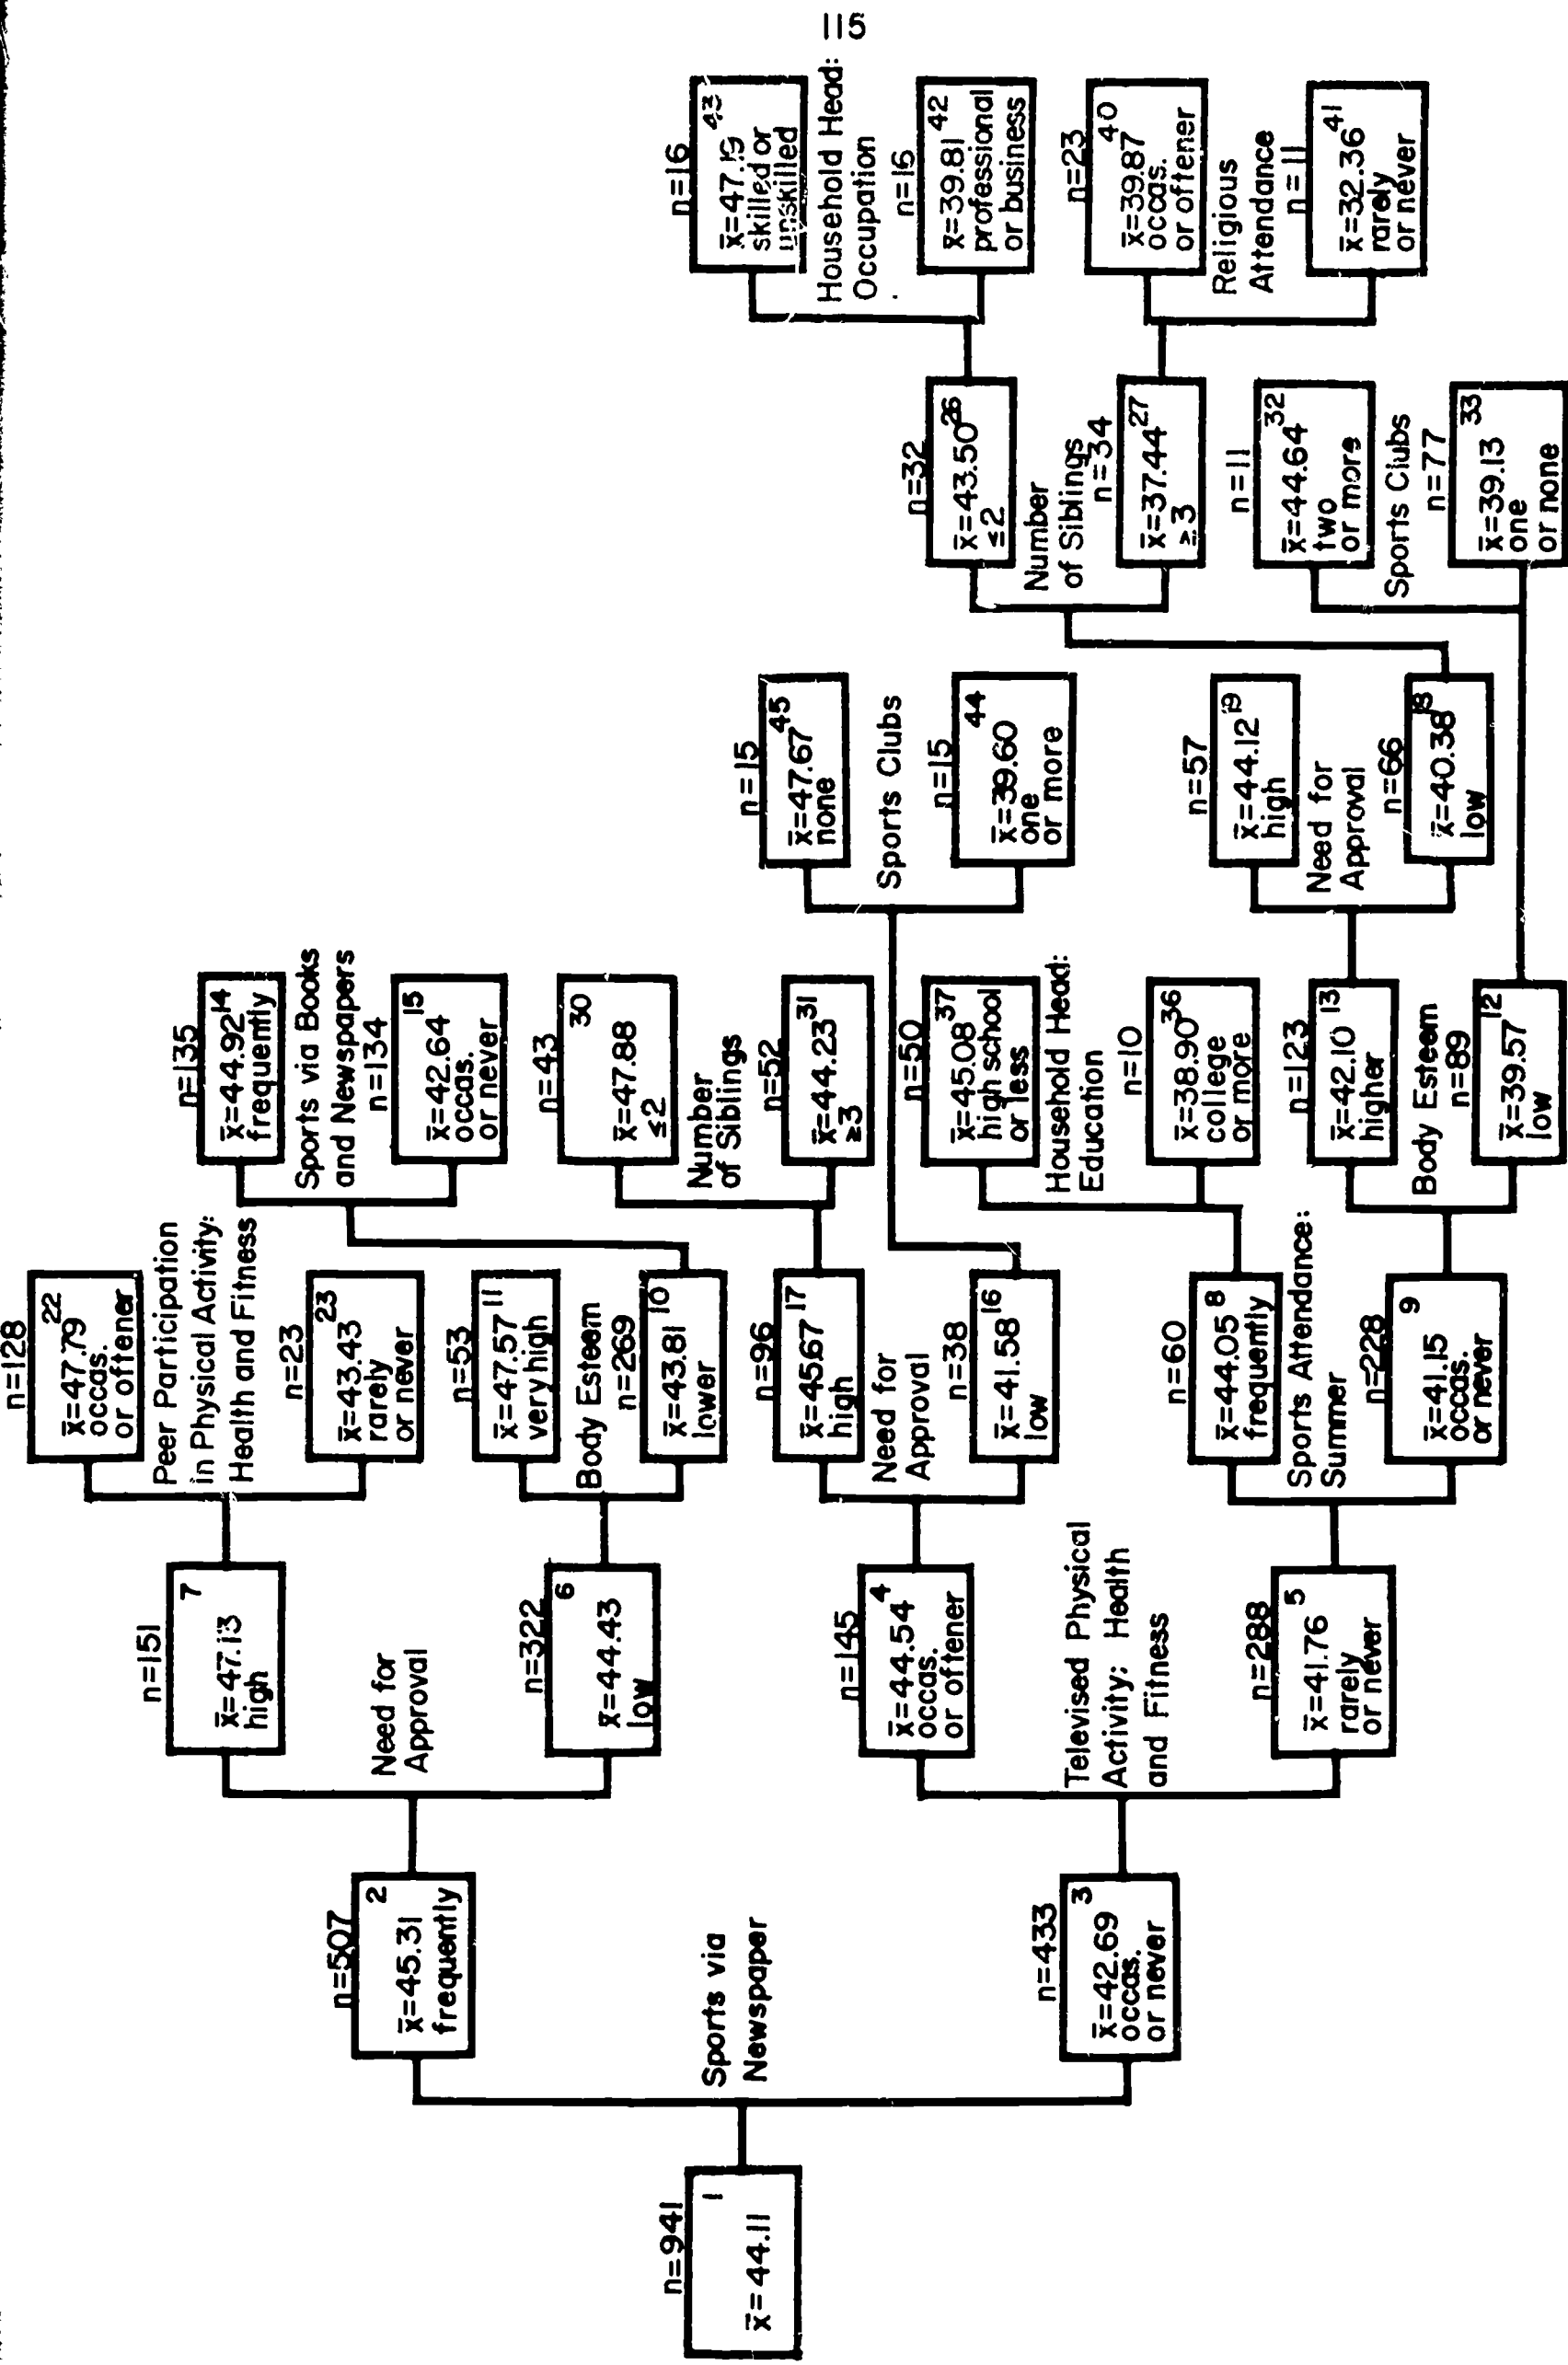 115
n=941
1
x̄=44.11
Sports via
Newspaper
n=507
2
x̄=45.31
frequently
n=433
3
x̄=42.69
occas.
or never
Need for
Approval
n=151
7
x̄=47.13
high
n=322
6
x̄=44.43
low
Televised Physical
Activity: Health
and Fitness
n=145
4
x̄=44.54
occas.
or oftener
n=288
5
x̄=41.76
rarely
or never
Peer Participation
in Physical Activity:
Health and Fitness
n=128
22
x̄=47.79
occas.
or oftener
n=23
23
x̄=43.43
rarely
or never
Body Esteem
n=53
11
x̄=47.57
very high
n=269
10
x̄=43.81
lower
Need for
Approval
n=96
17
x̄=45.67
high
n=38
16
x̄=41.58
low
Sports Attendance:
Summer
n=60
8
x̄=44.05
frequently
n=228
9
x̄=41.15
occas.
or never
Sports via Books
and Newspapers
n=135
14
x̄=44.92
frequently
n=134
15
x̄=42.64
occas.
or never
Number
of Siblings
n=43
30
x̄=47.88
≤2
n=52
31
x̄=44.23
≥3
Household Head:
Education
n=50
37
x̄=45.08
high school
or less
n=10
36
x̄=38.90
college
or more
Body Esteem
n=123
13
x̄=42.10
higher
n=89
12
x̄=39.57
low
Sports Clubs
n=15
45
x̄=47.67
none
n=15
44
x̄=39.60
one
or more
Need for
Approval
n=57
19
x̄=44.12
high
n=66
18
x̄=40.38
low
Number
of Siblings
n=32
26
x̄=43.50
≤2
n=34
27
x̄=37.44
≥3
Sports Clubs
n=11
32
x̄=44.64
two
or more
n=77
33
x̄=39.13
one
or none
Household Head:
Occupation
n=16
43
x̄=47.19
skilled or
unskilled
n=16
42
x̄=39.81
professional
or business
Religious
Attendance
n=23
40
x̄=39.87
occas.
or oftener
n=11
41
x̄=32.36
rarely
or never